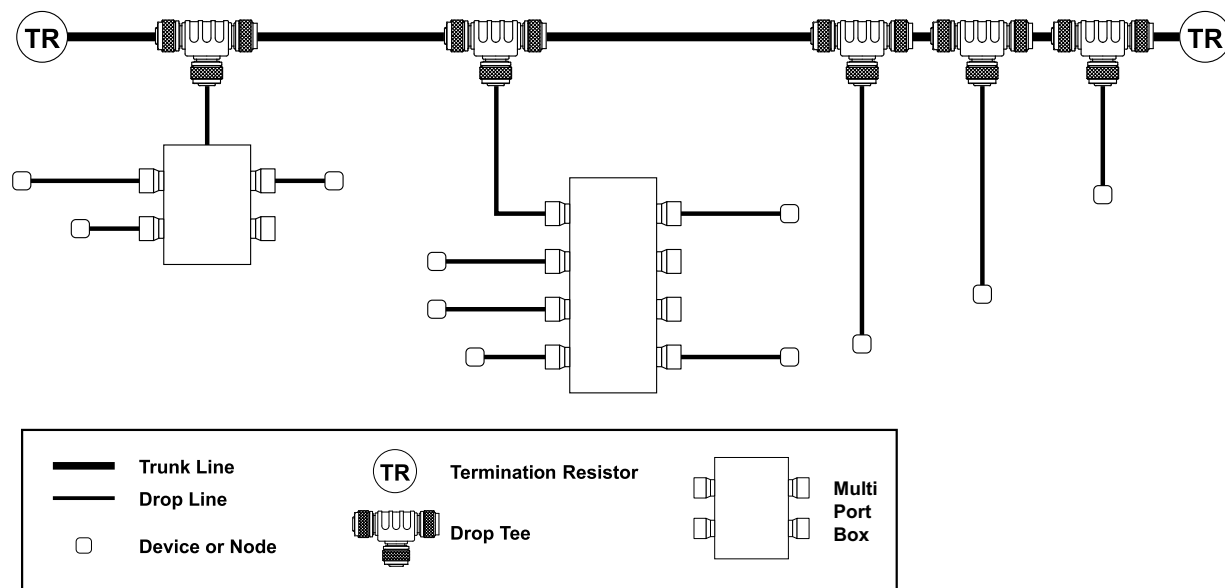 TR
TR
Trunk Line
Drop Line
Device or Node
TR
Termination Resistor
Drop Tee
Multi
Port
Box